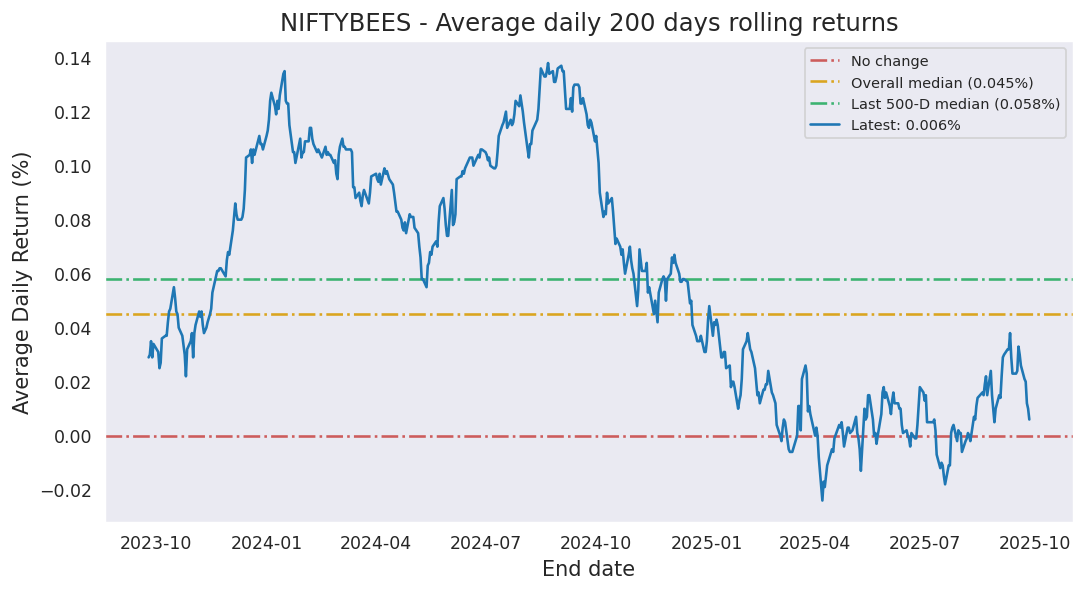 NIFTYBEES - Average daily 200 days rolling returns
No change
Overall median (0.045%)
Last 500-D median (0.058%)
Latest: 0.006%
Average Daily Return (%)
0.14
0.12
0.10
0.08
0.06
0.04
0.02
0.00
−0.02
2023-10 2024-01 2024-04 2024-07 2024-10 2025-01 2025-04 2025-07 2025-10
End date